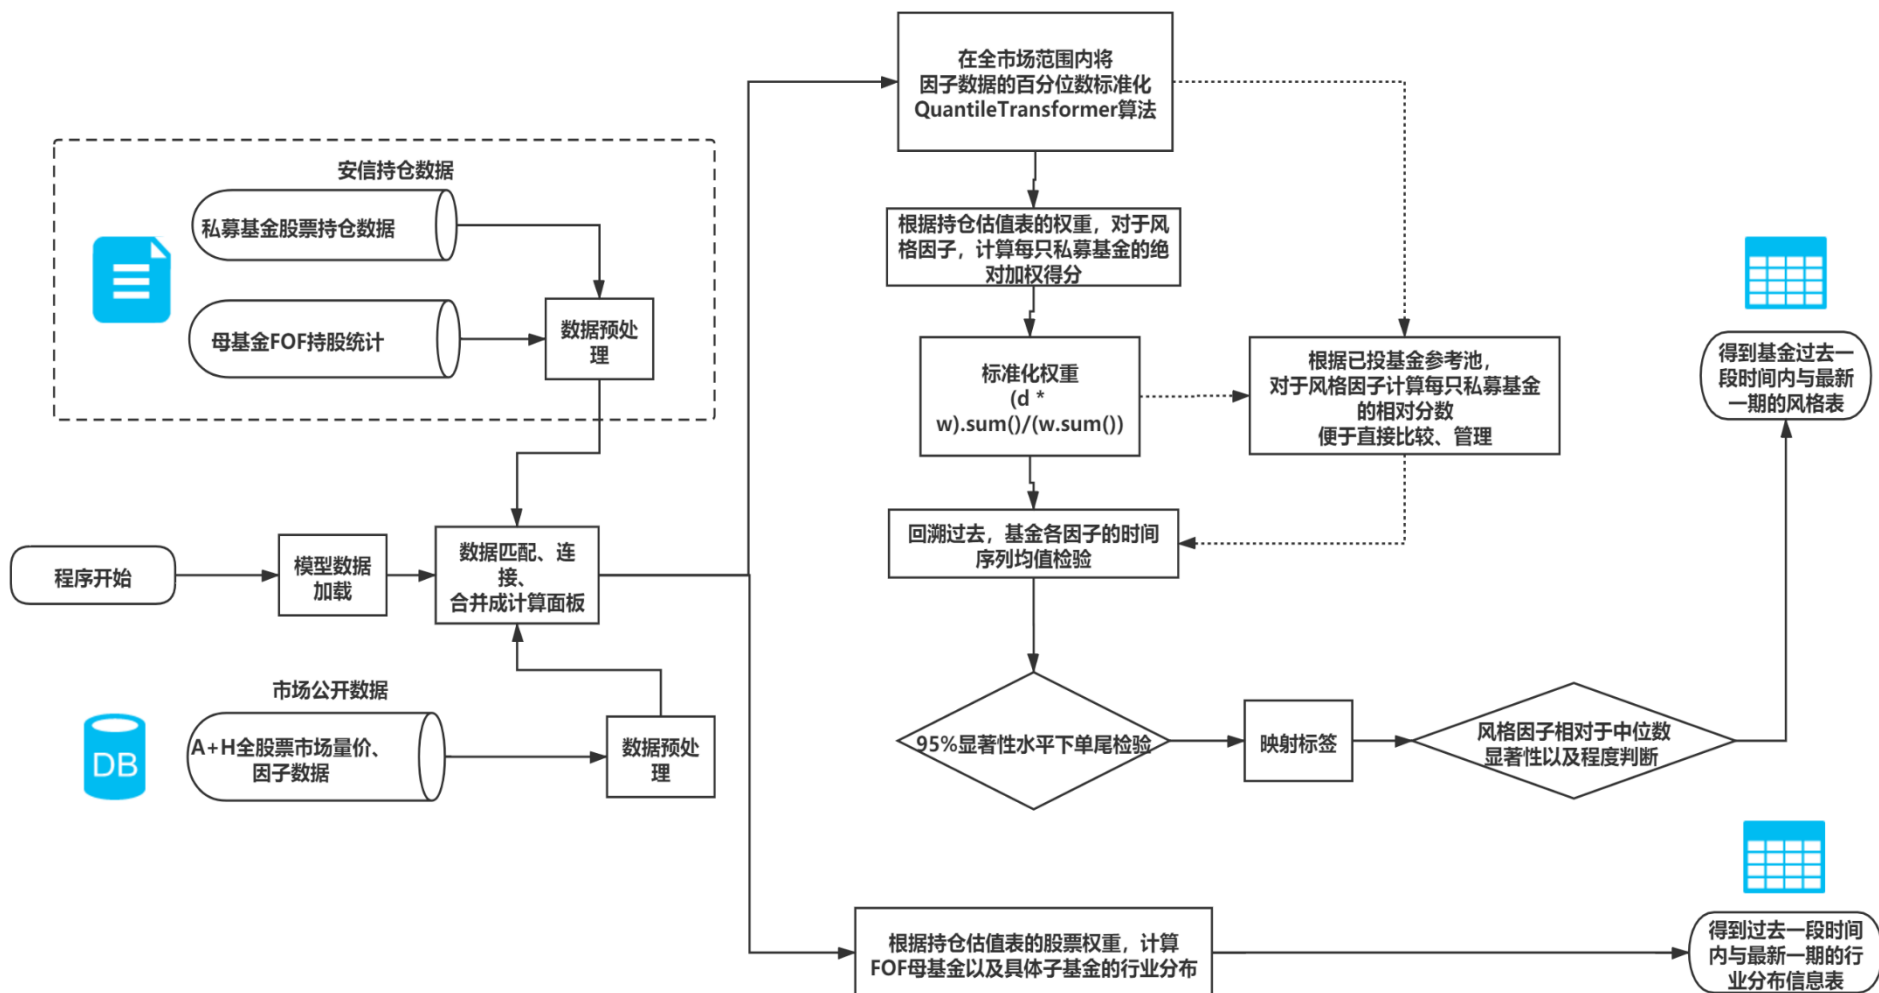 在全市场范围内将
因子数据的百分位数标准化
QuantileTransformer算法
安信持仓数据
私募基金股票持仓数据
母基金FOF持股统计
数据预处
理
根据持仓估值表的权重，对于风
格因子，计算每只私募基金的绝
对加权得分
标准化权重
(d *
w).sum()/(w.sum())
根据已投基金参考池，
对于风格因子计算每只私募基金
的相对分数
便于直接比较、管理
得到基金过去一
段时间内与最新
一期的风格表
程序开始
模型数据
加载
数据匹配、连
接、
合并成计算面板
回溯过去，基金各因子的时间
序列均值检验
市场公开数据
DB
A+H全股票市场量价、
因子数据
数据预处
理
95%显著性水平下单尾检验
映射标签
风格因子相对于中位数
显著性以及程度判断
根据持仓估值表的股票权重，计算
FOF母基金以及具体子基金的行业分布
得到过去一段时间
内与最新一期的行
业分布信息表